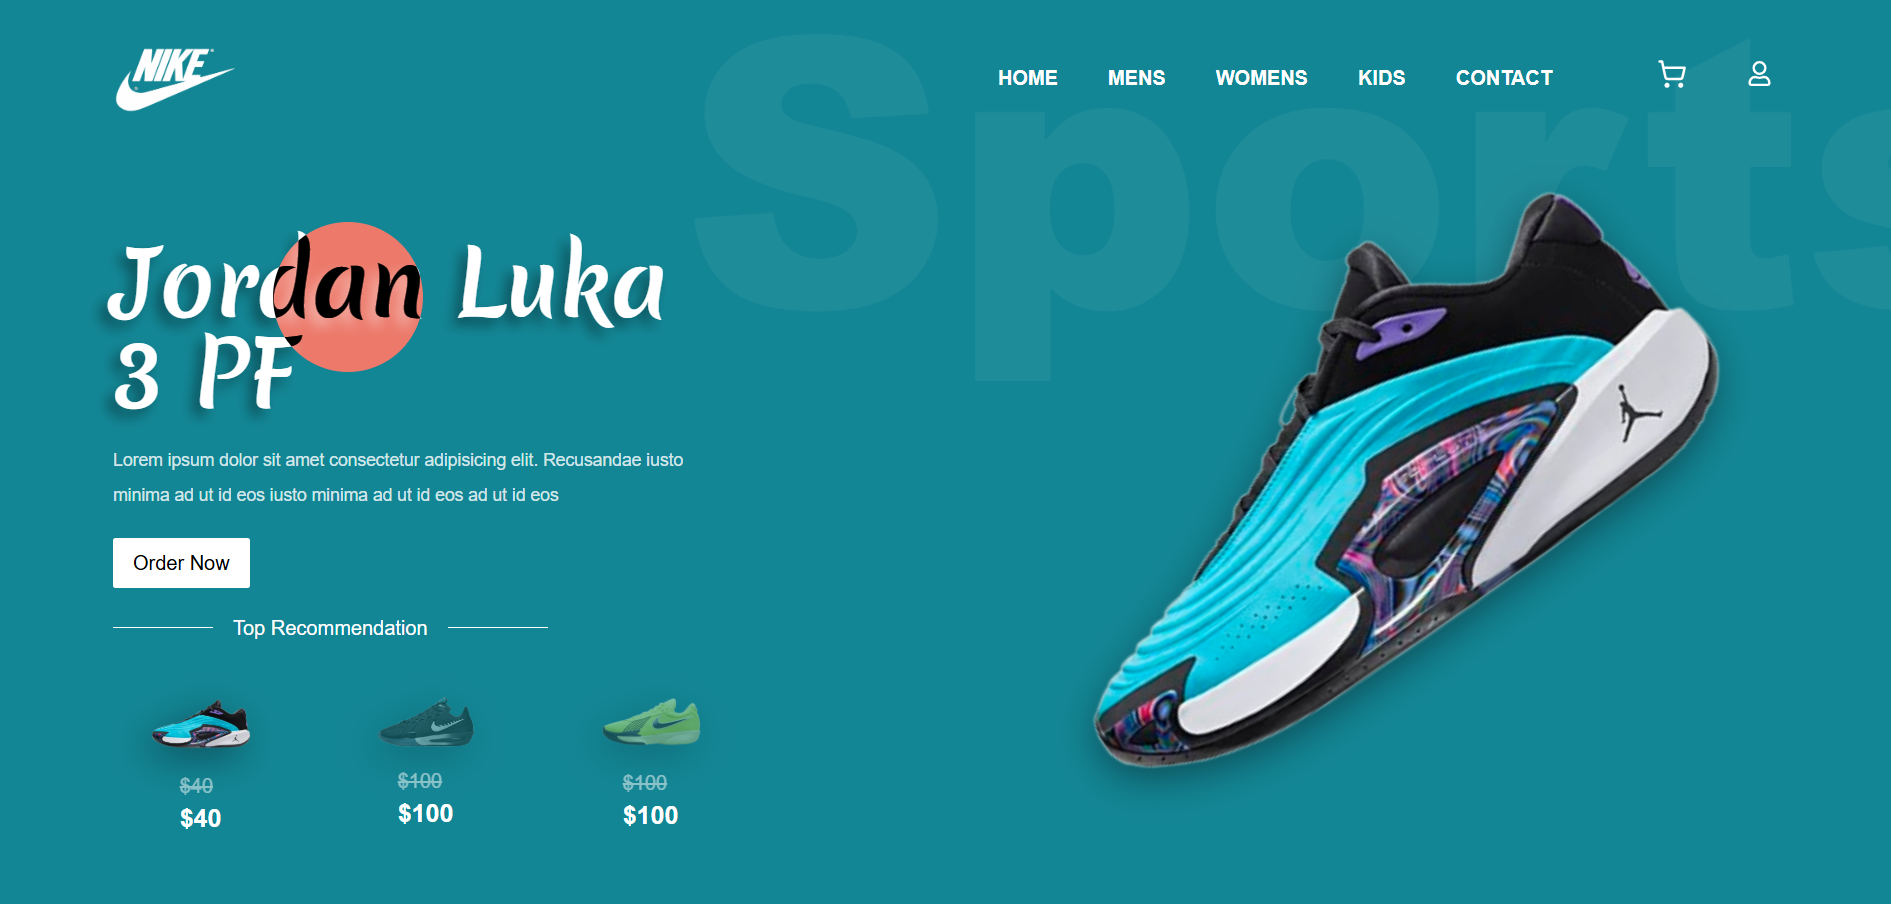 NIKE
HOME MENS WOMENS KIDS CONTACT
Sports
Jordan Luka
3 PF
Lorem ipsum dolor sit amet consectetur adipisicing elit. Recusandae iusto
minima ad ut id eos iusto minima ad ut id eos ad ut id eos
Order Now
Top Recommendation
$40 $100 $100
$40 $100 $100